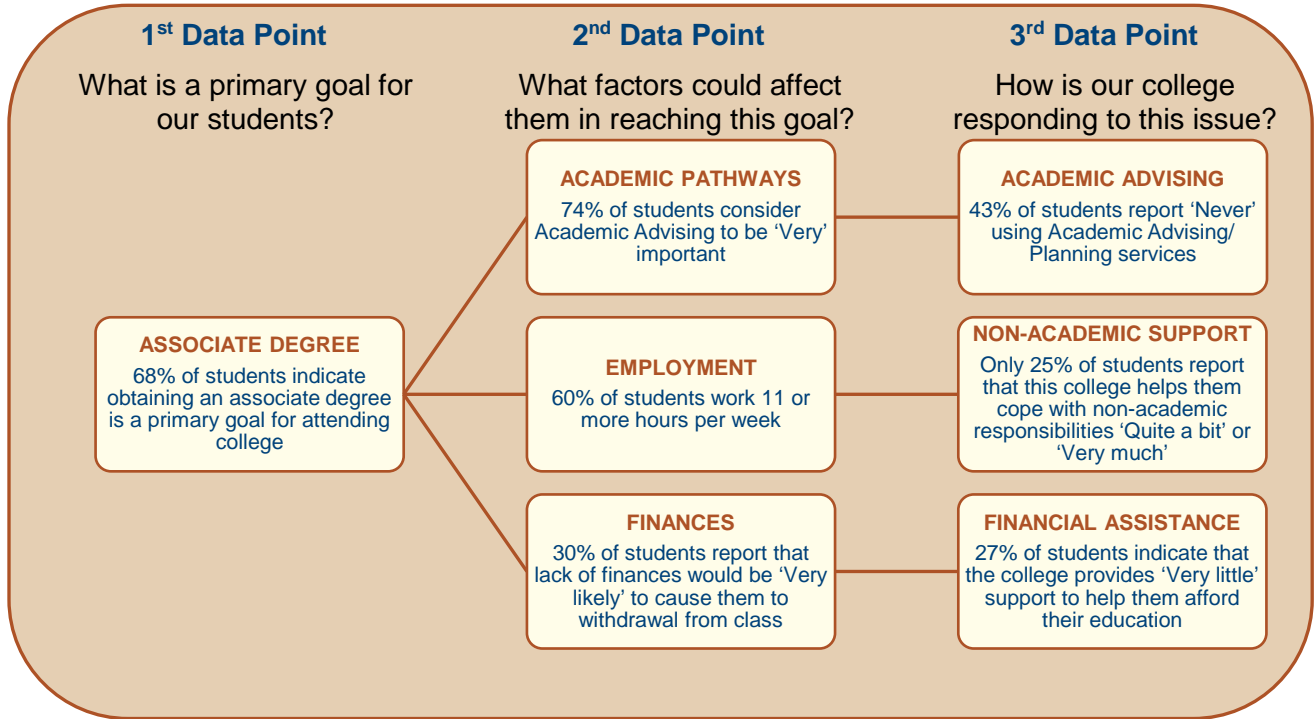 1st Data Point
What is a primary goal for
our students?
2nd Data Point
What factors could affect
them in reaching this goal?
3rd Data Point
How is our college
responding to this issue?
ASSOCIATE DEGREE
68% of students indicate
obtaining an associate degree
is a primary goal for attending
college
ACADEMIC PATHWAYS
74% of students consider
Academic Advising to be ‘Very’
important
ACADEMIC ADVISING
43% of students report ‘Never’
using Academic Advising/
Planning services
EMPLOYMENT
60% of students work 11 or
more hours per week
NON-ACADEMIC SUPPORT
Only 25% of students report
that this college helps them
cope with non-academic
responsibilities ‘Quite a bit’ or
‘Very much’
FINANCES
30% of students report that
lack of finances would be ‘Very
likely’ to cause them to
withdrawal from class
FINANCIAL ASSISTANCE
27% of students indicate that
the college provides ‘Very little’
support to help them afford
their education